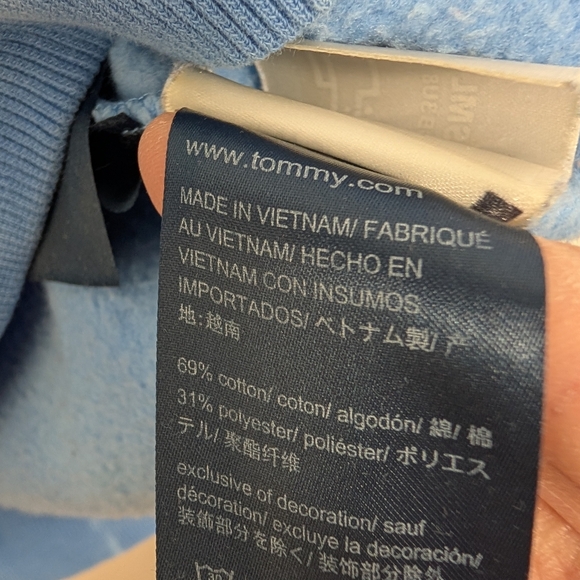 www.tommy.com
MADE IN VIETNAM/ FABRIQUÉ
AU VIETNAM/ HECHO EN
VIETNAM CON INSUMOS
IMPORTADOS/ ベトナム製/ 产
地:越南
69% cotton/ coton/ algodón/ 綿/ 棉
31% polyester/ poliéster/ ポリエス
テル/ 聚酯纤维
exclusive of decoration/ sauf
décoration/ excluye la decoración/
装飾部分を除く/ 装饰部分除外
30